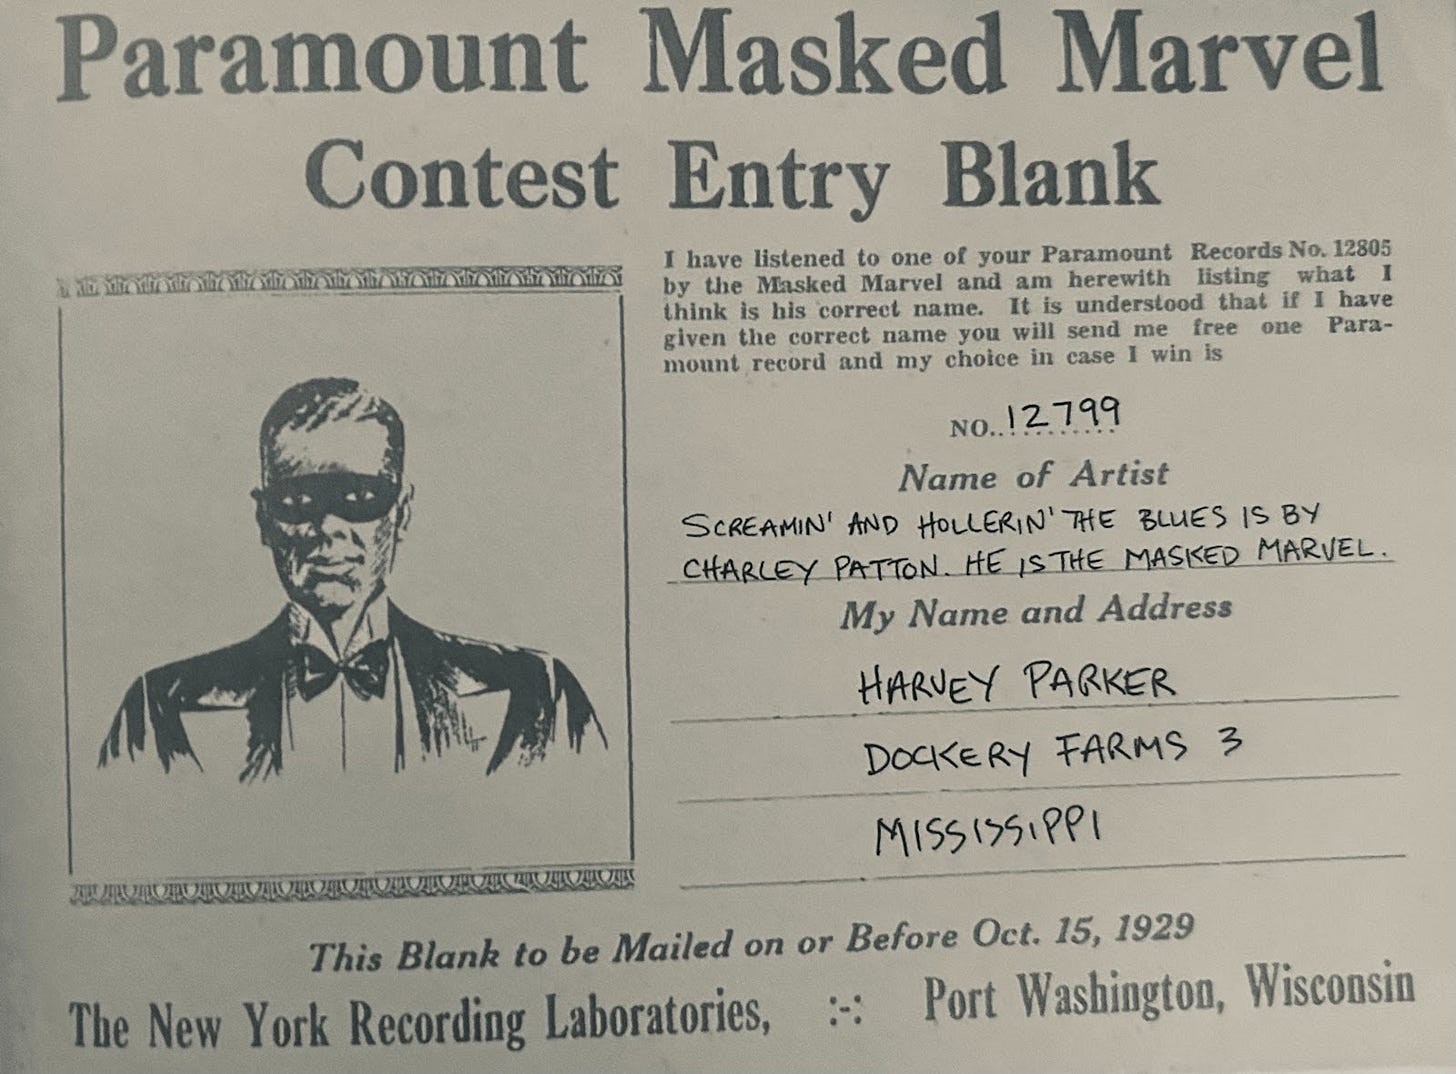 Paramount Masked Marvel
Contest Entry Blank
I have listened to one of your Paramount Records No. 12805
by the Masked Marvel and am herewith listing what I
think is his correct name. It is understood that if I have
given the correct name you will send me free one Para-
mount record and my choice in case I win is
NO...12799
Name of Artist
SCREAMIN' AND HOLLERIN' THE BLUES IS BY
CHARLEY PATTON. HE IS THE MASKED MARVEL.
My Name and Address
HARVEY PARKER
DOCKERY FARMS 3
MISSISSIPPI
This Blank to be Mailed on or Before Oct. 15, 1929
The New York Recording Laboratories, :-: Port Washington, Wisconsin